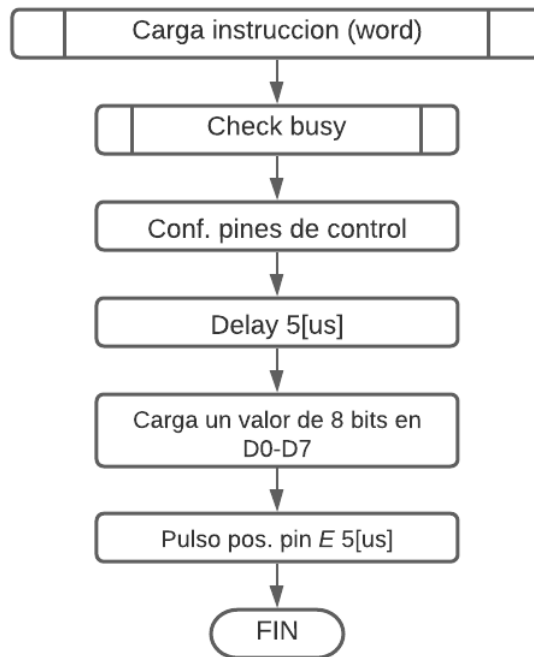 Carga instruccion (word)
Check busy
Conf. pines de control
Delay 5[us]
Carga un valor de 8 bits en
D0-D7
Pulso pos. pin E 5[us]
FIN